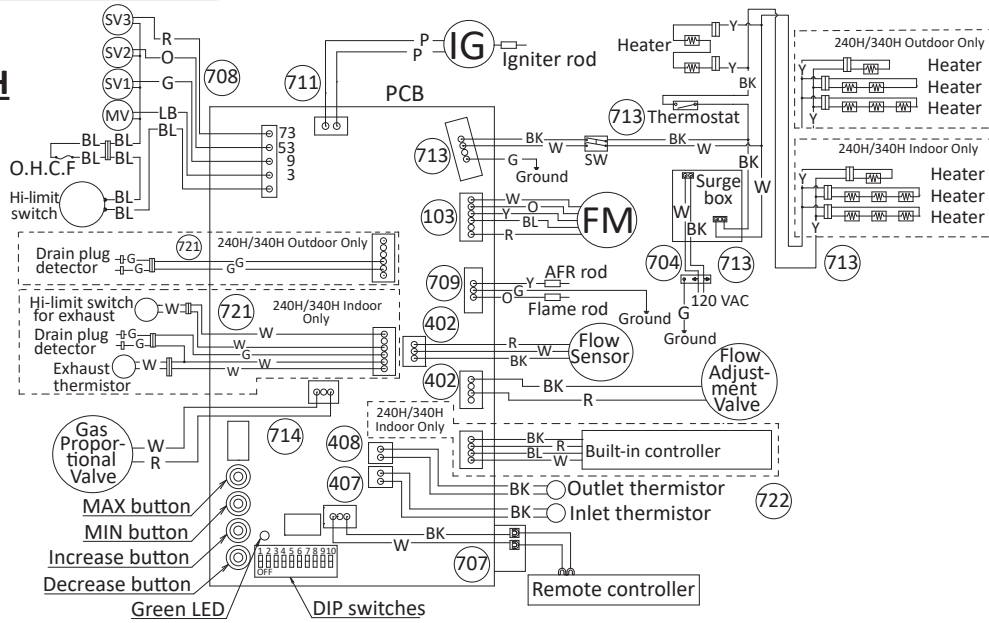 H
SV3
SV2
SV1
MV
R
O
G
LB
BL
BL
BL
BL
BL
O.H.C.F
Hi-limit
switch
BL
BL
708
73
53
9
3
711
P
P
IG
Igniter rod
PCB
713
BK
W
G
Ground
SW
BK
W
713
Thermostat
Heater
Y
Y
BK
BK
W
240H/340H Outdoor Only
Y
Heater
Heater
Heater
240H/340H Indoor Only
Y
Heater
Heater
Heater
713
Surge
box
W
BK
704
713
120 VAC
G
Ground
103
W
O
Y
BL
R
FM
709
Y
G
O
AFR rod
Flame rod
Ground
402
R
W
BK
Flow
Sensor
402
BK
R
Flow
Adjust-
ment
Valve
721
240H/340H Outdoor Only
Drain plug
detector
G
G
G
Hi-limit switch
for exhaust
W
721
240H/340H Indoor
Only
Drain plug
detector
G
Exhaust
thermistor
W
W
W
G
W
W
Gas
Propor-
tional
Valve
W
R
714
240H/340H
Indoor Only
BK
R
BL
W
Built-in controller
722
408
BK
Outlet thermistor
407
BK
Inlet thermistor
MAX button
MIN button
Increase button
Decrease button
Green LED
1 2 3 4 5 6 7 8 9 10
OFF
DIP switches
BK
W
707
Remote controller